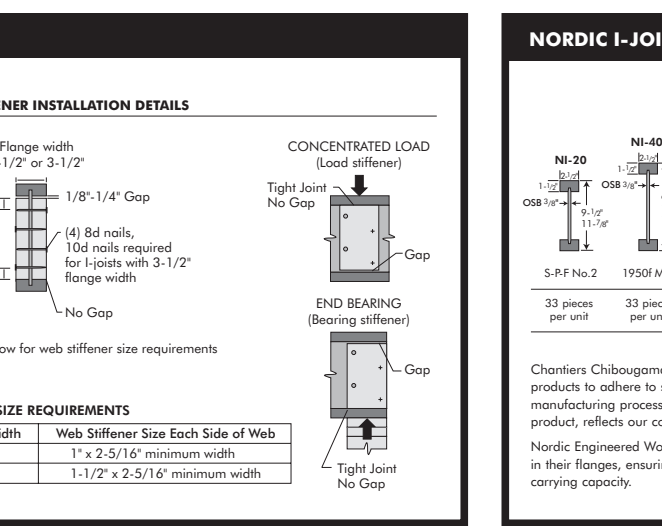 ENER INSTALLATION DETAILS
Flange width
-1/2" or 3-1/2"
1/8"-1/4" Gap
(4) 8d nails,
10d nails required
for I-joists with 3-1/2"
flange width
No Gap
ow for web stiffener size requirements
CONCENTRATED LOAD
(Load stiffener)
Tight Joint
No Gap
Gap
END BEARING
(Bearing stiffener)
Gap
Tight Joint
No Gap
SIZE REQUIREMENTS
idth Web Stiffener Size Each Side of Web
1" x 2-5/16" minimum width
1-1/2" x 2-5/16" minimum width
NORDIC I-JOI
NI-20
2-1/2"
1-1/2"
OSB 3/8"
9-1/2"
11-7/8"
S-P-F No.2
33 pieces
per unit
NI-40
2-1/2"
1-1/2"
OSB 3/8"
1950f M
33 piec
per un
Chantiers Chibougama
products to adhere to s
manufacturing process
product, reflects our co
Nordic Engineered Wo
in their flanges, ensurin
carrying capacity.